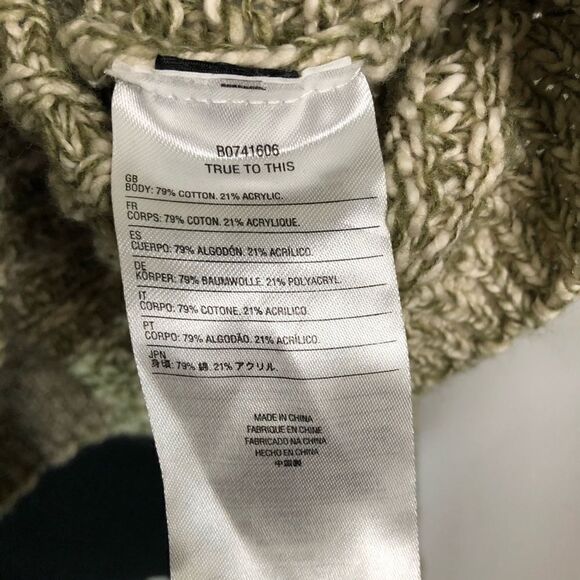 B0741606
TRUE TO THIS
GB
BODY: 79% COTTON. 21% ACRYLIC.
FR
CORPS: 79% COTON. 21% ACRYLIQUE.
ES
CUERPO: 79% ALGODÓN. 21% ACRÍLICO.
DE
KÖRPER: 79% BAUMWOLLE. 21% POLYACRYL.
IT
CORPO: 79% COTONE. 21% ACRILICO.
PT
CORPO: 79% ALGODÃO. 21% ACRÍLICO.
JPN
身頃: 79% 綿. 21% アクリル.
MADE IN CHINA
FABRIQUE EN CHINE
FABRICADO NA CHINA
HECHO EN CHINA
中国製